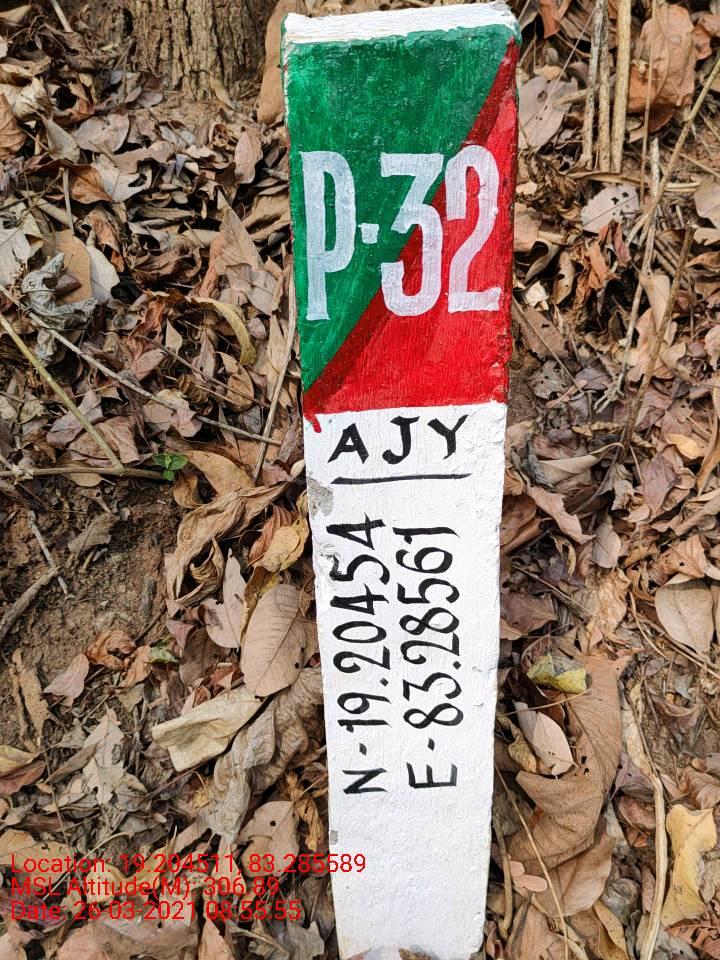 P-32
AJY
N-19.20454
E-83.28561
Location: 19.204511, 83.285589
MSL Altitude(M): 306.89
Date: 26-03-2021 08:55:55